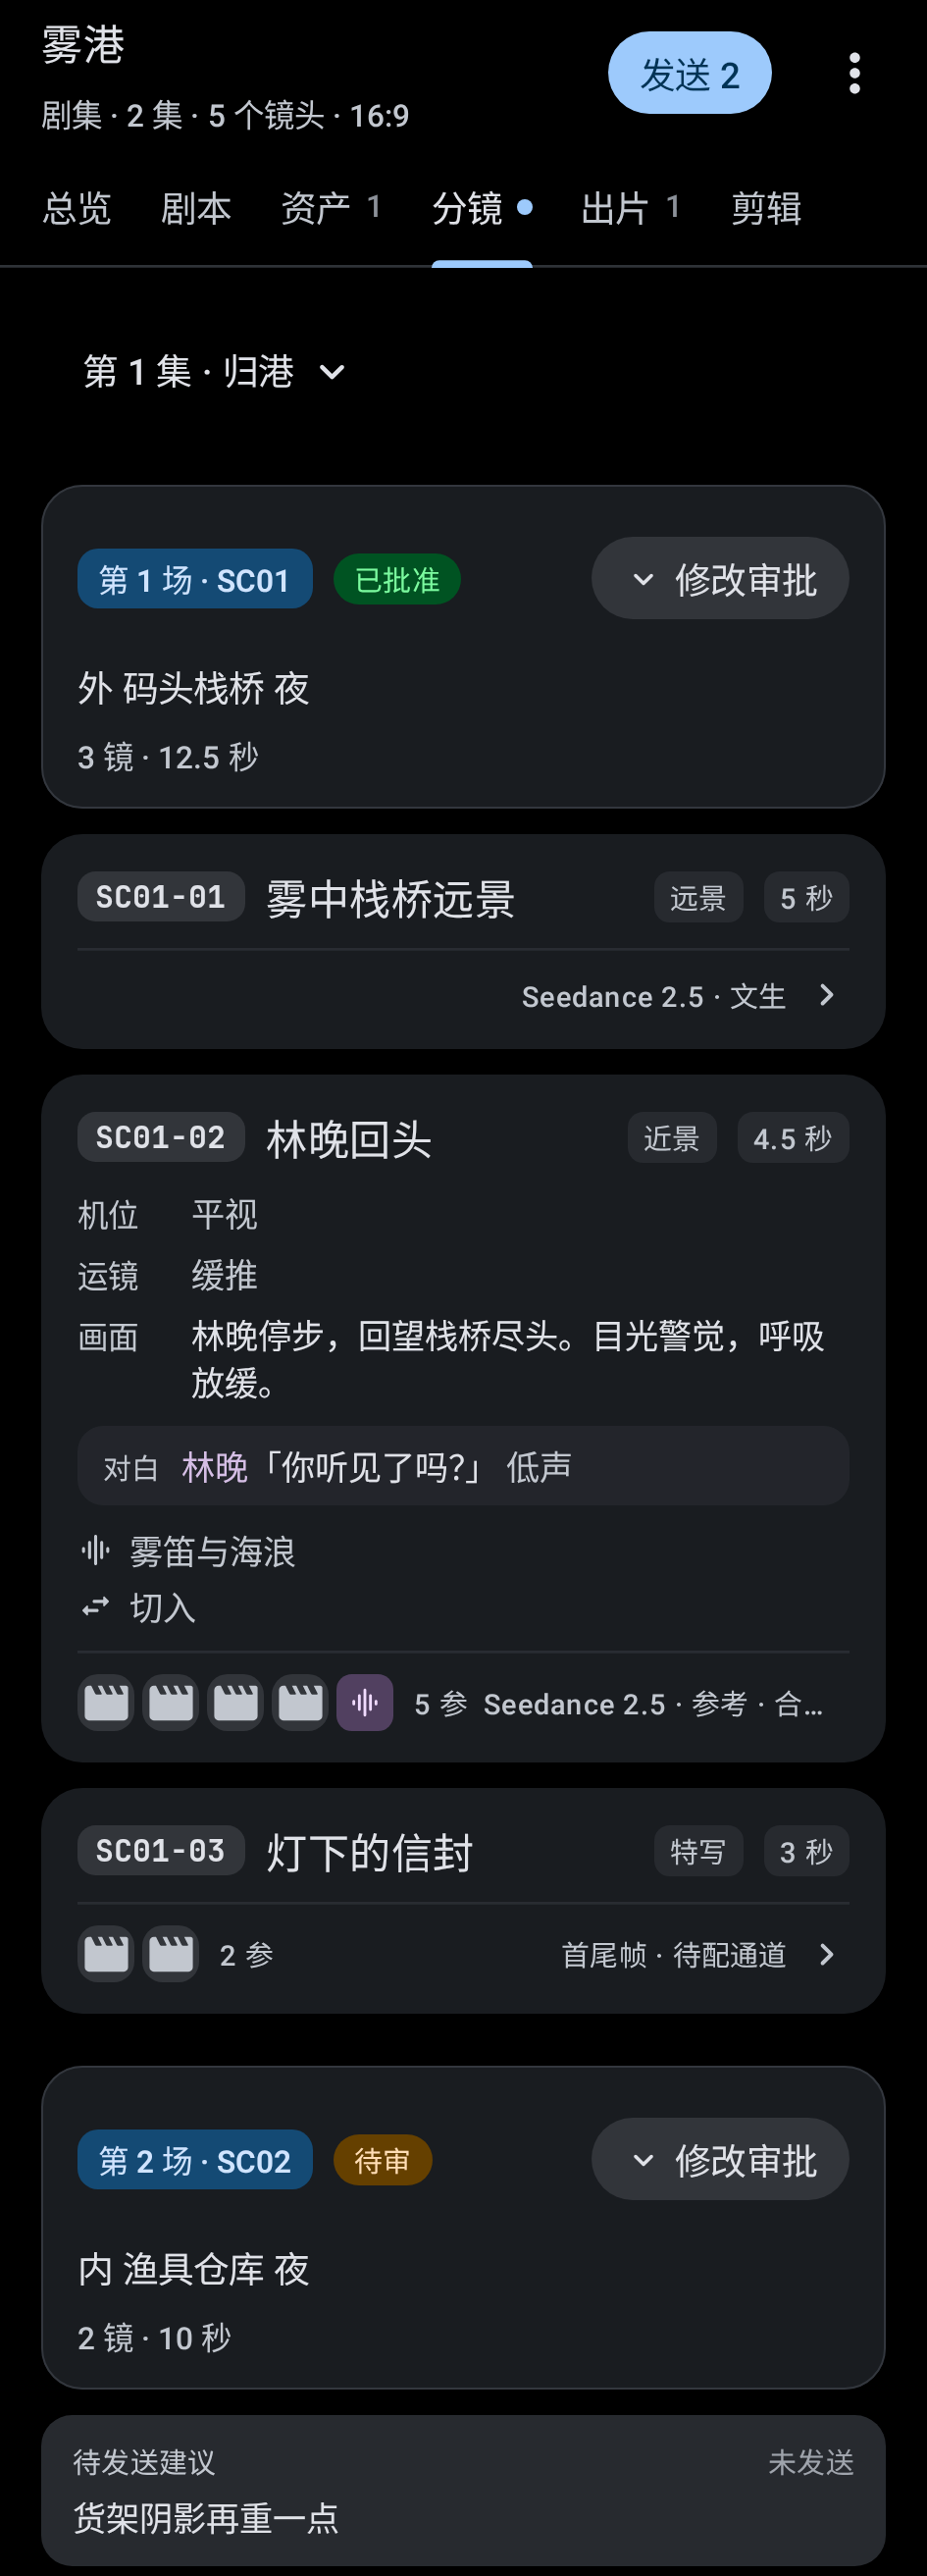 雾港
发送 2
剧集 · 2 集 · 5 个镜头 · 16:9
总览 剧本 资产 1 分镜 出片 1 剪辑
第 1 集 · 归港
第 1 场 · SC01 已批准 修改审批
外 码头栈桥 夜
3 镜 · 12.5 秒
SC01-01 雾中栈桥远景 远景 5 秒
Seedance 2.5 · 文生
SC01-02 林晚回头 近景 4.5 秒
机位 平视
运镜 缓推
画面 林晚停步，回望栈桥尽头。目光警觉，呼吸
放缓。
对白 林晚「你听见了吗？」 低声
雾笛与海浪
切入
5 参 Seedance 2.5 · 参考 · 合…
SC01-03 灯下的信封 特写 3 秒
2 参 首尾帧 · 待配通道
第 2 场 · SC02 待审 修改审批
内 渔具仓库 夜
2 镜 · 10 秒
待发送建议 未发送
货架阴影再重一点